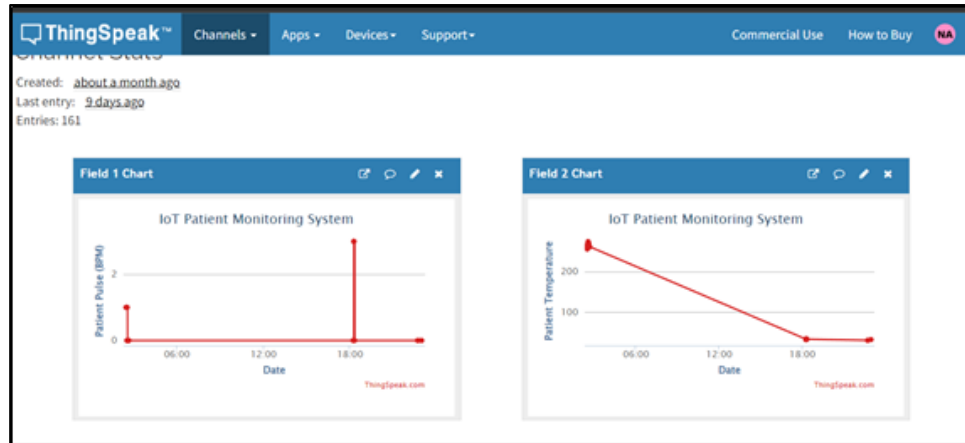 ThingSpeak™ Channels Apps Devices Support Commercial Use How to Buy NA
Channel Stats
Created: about a month ago
Last entry: 9 days ago
Entries: 161
Field 1 Chart
IoT Patient Monitoring System
Patient Pulse (BPM)
2
0
06:00 12:00 18:00
Date
ThingSpeak.com
Field 2 Chart
IoT Patient Monitoring System
Patient Temperature
200
100
06:00 12:00 18:00
Date
ThingSpeak.com